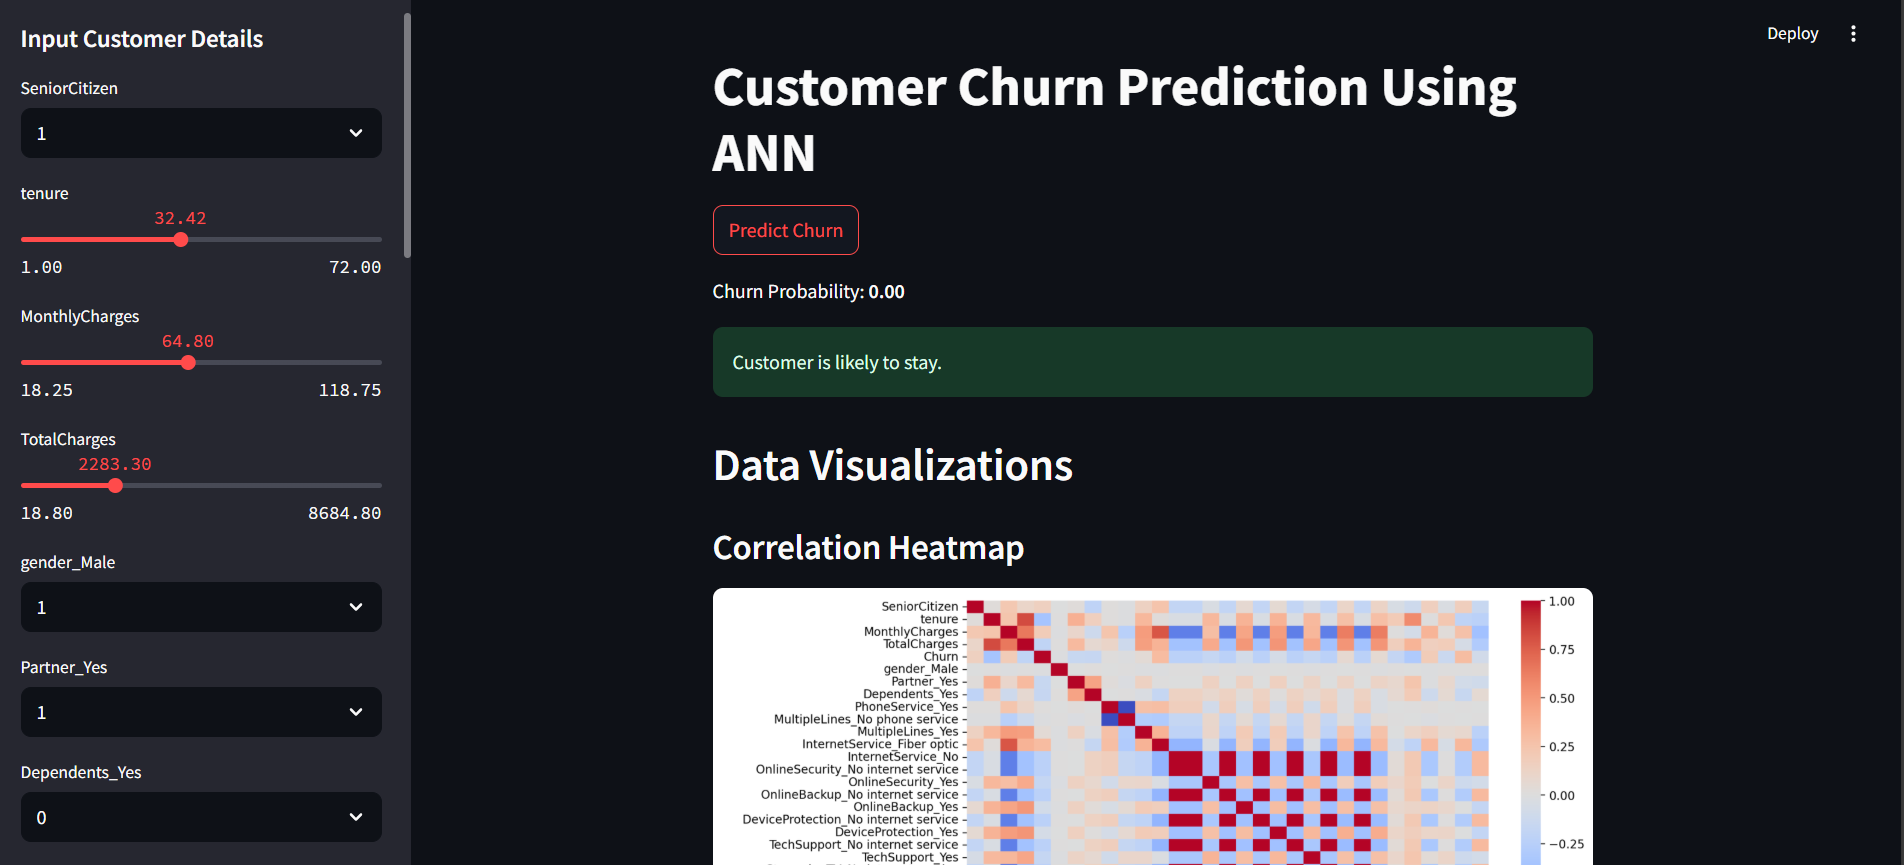 Input Customer Details
SeniorCitizen
1
tenure
32.42
1.00 72.00
MonthlyCharges
64.80
18.25 118.75
TotalCharges
2283.30
18.80 8684.80
gender_Male
1
Partner_Yes
1
Dependents_Yes
0
Deploy
Customer Churn Prediction Using
ANN
Predict Churn
Churn Probability: 0.00
Customer is likely to stay.
Data Visualizations
Correlation Heatmap
SeniorCitizen
tenure
MonthlyCharges
TotalCharges
Churn
gender_Male
Partner_Yes
Dependents_Yes
PhoneService_Yes
MultipleLines_No phone service
MultipleLines_Yes
InternetService_Fiber optic
InternetService_No
OnlineSecurity_No internet service
OnlineSecurity_Yes
OnlineBackup_No internet service
OnlineBackup_Yes
DeviceProtection_No internet service
DeviceProtection_Yes
TechSupport_No internet service
TechSupport_Yes
1.00
0.75
0.50
0.25
0.00
−0.25